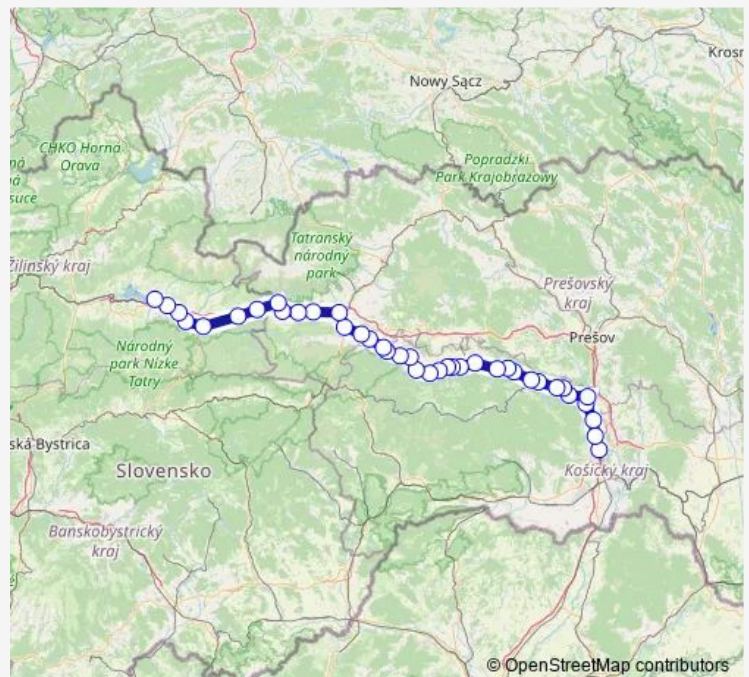 Nowy Sącz
Krosn
CHKO Horná
Orava
Popradzki
Park Krajobrazowy
suce
Tatranský
národný
park
Žilinský kraj
Prešovský
kraj
Prešov
Národný
park Nízke
Tatry
ská Bystrica
Slovensko
Košický kraj
Banskobystrický
kraj
© OpenStreetMap contributors